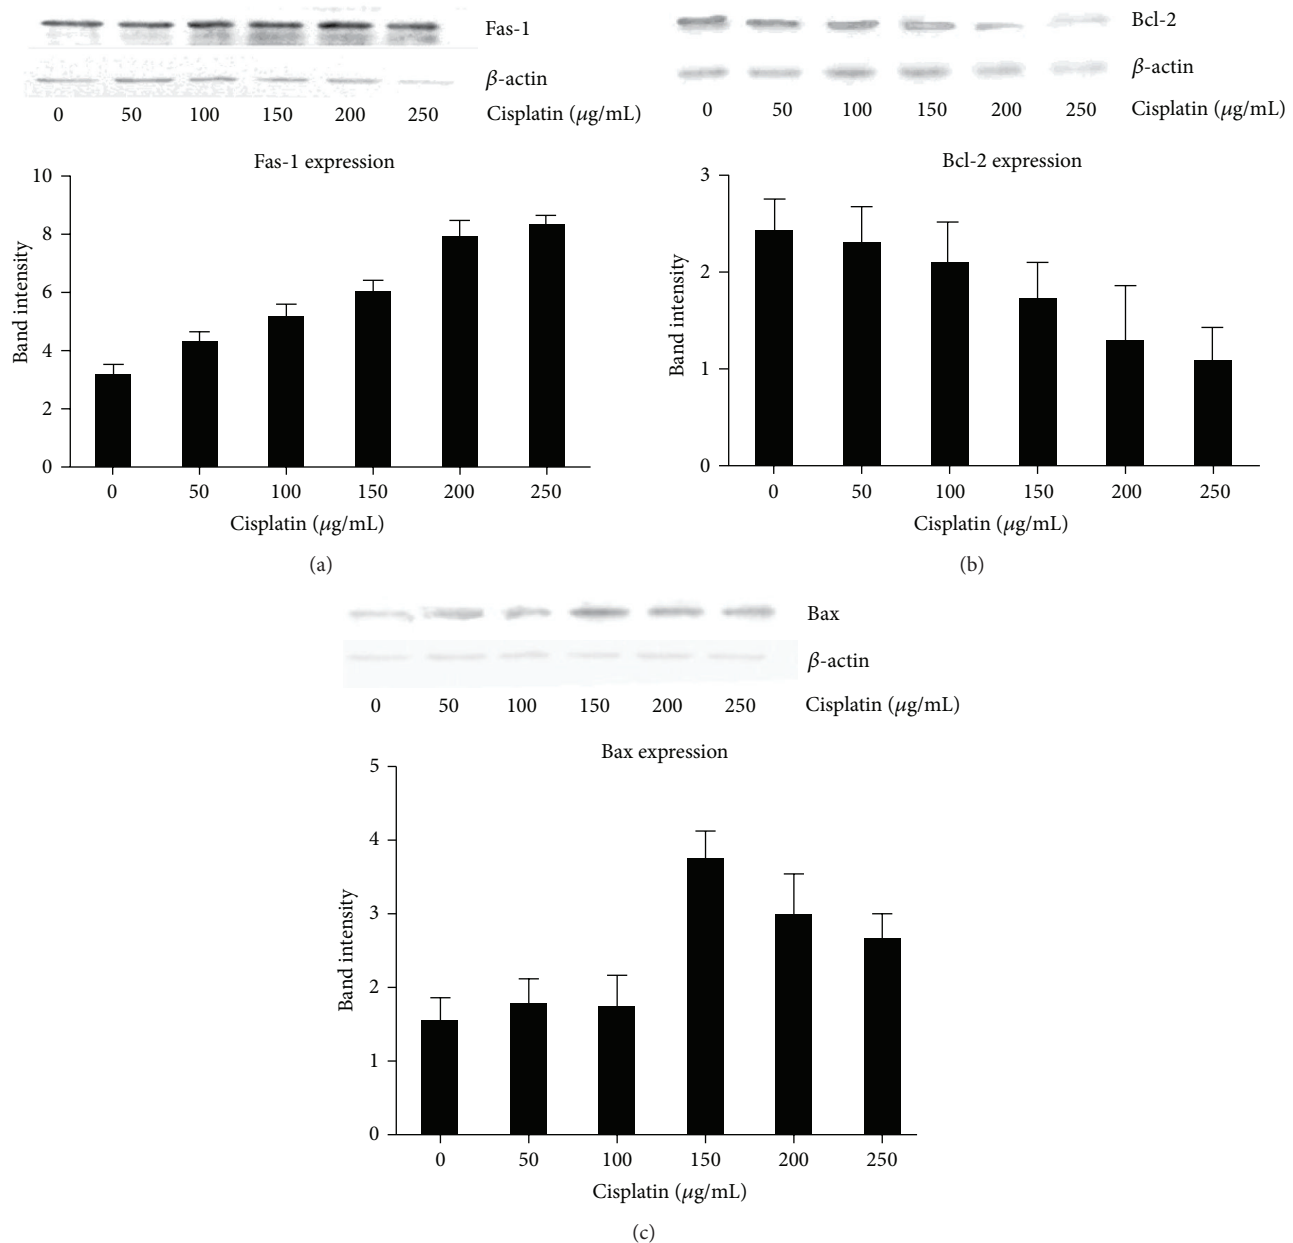 Fas-1
β-actin
0 50 100 150 200 250 Cisplatin (μg/mL)
Fas-1 expression
10
8
6
4
2
0
Band intensity
0 50 100 150 200 250
Cisplatin (μg/mL)
(a)
Bcl-2
β-actin
0 50 100 150 200 250 Cisplatin (μg/mL)
Bcl-2 expression
3
2
1
0
Band intensity
0 50 100 150 200 250
Cisplatin (μg/mL)
(b)
Bax
β-actin
0 50 100 150 200 250 Cisplatin (μg/mL)
Bax expression
5
4
3
2
1
0
Band intensity
0 50 100 150 200 250
Cisplatin (μg/mL)
(c)